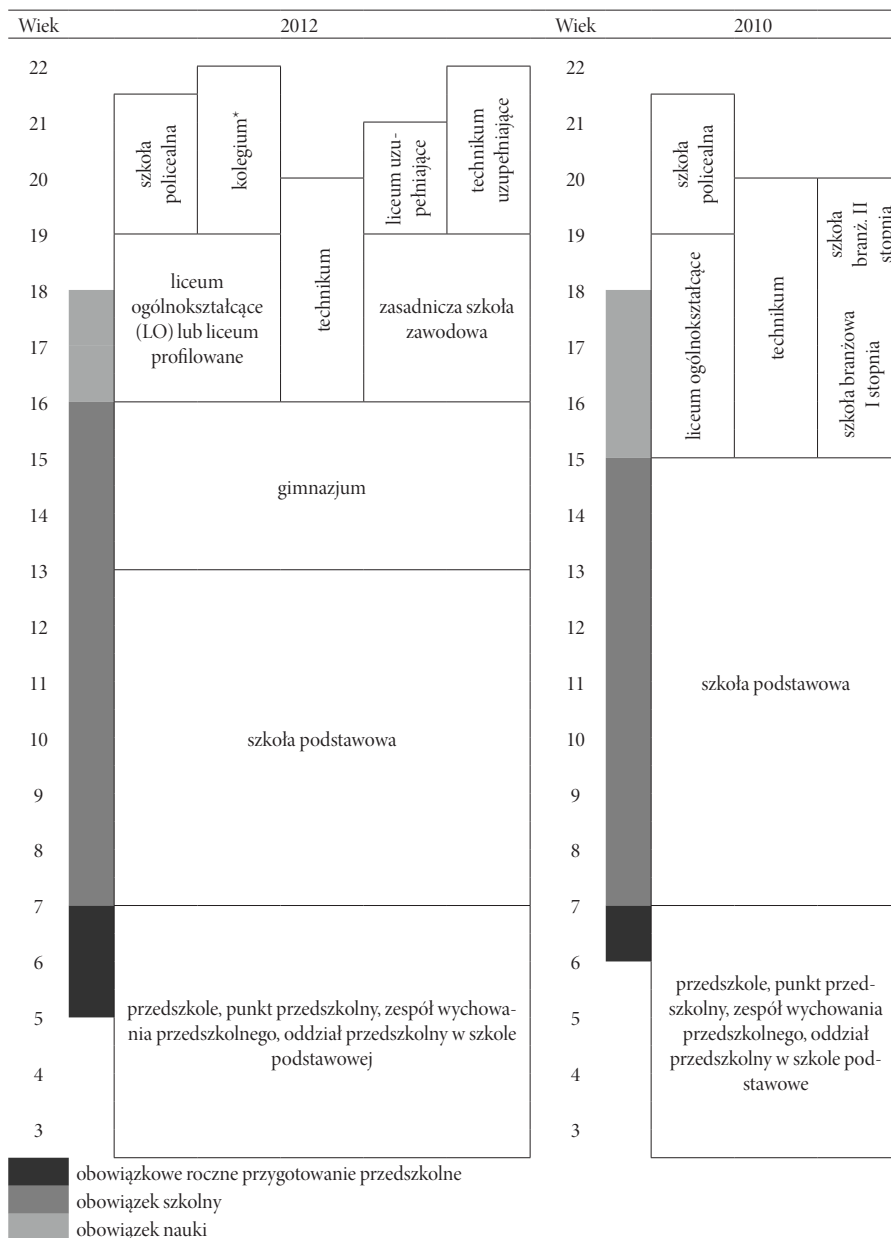 Wiek 2012 Wiek 2010
22 22
21 21
20 20
19 19
18 18
17 17
16 16
15 15
14 14
13 13
12 12
11 11
10 10
9 9
8 8
7 7
6 6
5 5
4 4
3 3
szkoła
policealna
kolegium*
liceum uzu-
pełniające
technikum
uzupełniające
liceum
ogólnokształcące
(LO) lub liceum
profilowane
technikum
zasadnicza szkoła
zawodowa
gimnazjum
szkoła podstawowa
przedszkole, punkt przedszkolny, zespół wychowa-
nia przedszkolnego, oddział przedszkolny w szkole
podstawowej
szkoła
policealna
liceum ogólnokształcące
technikum
szkoła
branż. II
stopnia
szkoła branżowa
I stopnia
szkoła podstawowa
przedszkole, punkt przed-
szkolny, zespół wychowania
przedszkolnego, oddział
przedszkolny w szkole pod-
stawowe
obowiązkowe roczne przygotowanie przedszkolne
obowiązek szkolny
obowiązek nauki